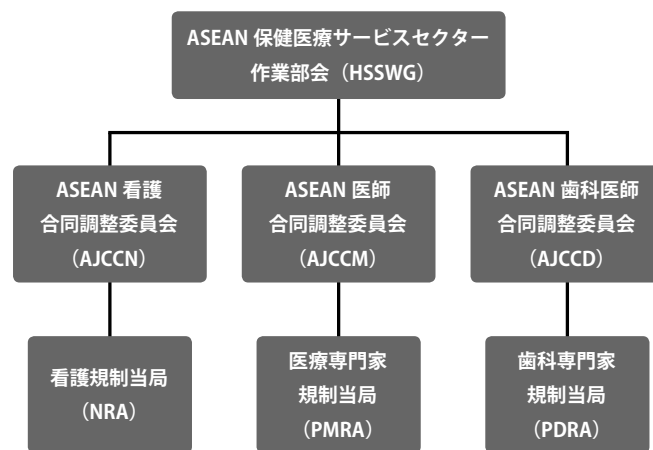 ASEAN 保健医療サービスセクター
作業部会（HSSWG）
ASEAN 看護
合同調整委員会
（AJCCN）
ASEAN 医師
合同調整委員会
（AJCCM）
ASEAN 歯科医師
合同調整委員会
（AJCCD）
看護規制当局
（NRA）
医療専門家
規制当局
（PMRA）
歯科専門家
規制当局
（PDRA）